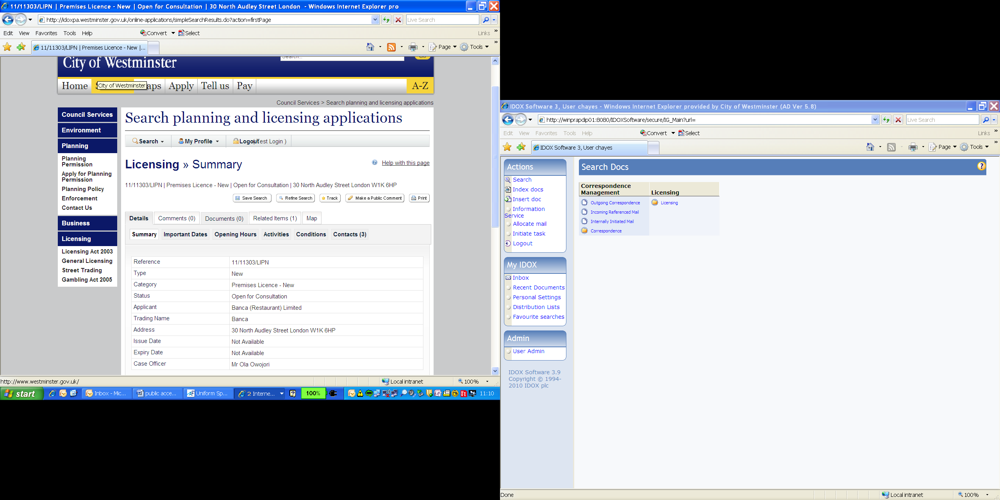 11/11303/LIPN | Premises Licence - New | Open for Consultation | 30 North Audley Street London - Windows Internet Explorer pro
http://idoxpa.westminster.gov.uk/online-applications/simpleSearchResults.do?action=firstPage
Live Search
Edit View Favorites Tools Help
Convert Select
Links
11/11303/LIPN | Premises Licence - New |...
Page Tools
City of Westminster
Search...
Go
Home
City of Westminster
aps
Apply
Tell us
Pay
A-Z
Council Services > Search planning and licensing applications
Council Services
Environment
Planning
Planning
Permission
Apply for Planning
Permission
Planning Policy
Enforcement
Contact Us
Business
Licensing
Licensing Act 2003
General Licensing
Street Trading
Gambling Act 2005
Search planning and licensing applications
Search
My Profile
Logout
(Test Login )
Licensing » Summary
Help with this page
11/11303/LIPN | Premises Licence - New | Open for Consultation | 30 North Audley Street London W1K 6HP
Save Search
Refine Search
Track
Make a Public Comment
Print
Details
Comments (0)
Documents (0)
Related Items (1)
Map
Summary
Important Dates
Opening Hours
Activities
Conditions
Contacts (3)
Reference 11/11303/LIPN
Type New
Category Premises Licence - New
Status Open for Consultation
Applicant Banca (Restaurant) Limited
Trading Name Banca
Address 30 North Audley Street London W1K 6HP
Issue Date Not Available
Expiry Date Not Available
Case Officer Mr Ola Owojori
http://www.westminster.gov.uk/
Local intranet
100%
start
Inbox - Mic...
public acce...
Uniform Sp...
2 Interne...
100%
11:10
IDOX Software 3, User chayes - Windows Internet Explorer provided by City of Westminster (AD Ver 5.8)
http://winprapdip01:8080/IDOXSoftware/secure/IG_Main?url=
Live Search
Edit View Favorites Tools Help
Convert Select
Links
IDOX Software 3, User chayes
Page Tools
Actions
Search
Index docs
Insert doc
Information
Service
Allocate mail
Initiate task
Logout
My IDOX
Inbox
Recent Documents
Personal Settings
Distribution Lists
Favourite searches
Admin
User Admin
IDOX Software 3.9
Copyright © 1994-
2010 IDOX plc
Search Docs
Correspondence
Management
Licensing
Outgoing Correspondence
Incoming Referenced Mail
Internally Initiated Mail
Correspondence
Licensing
Done
Local intranet
100%